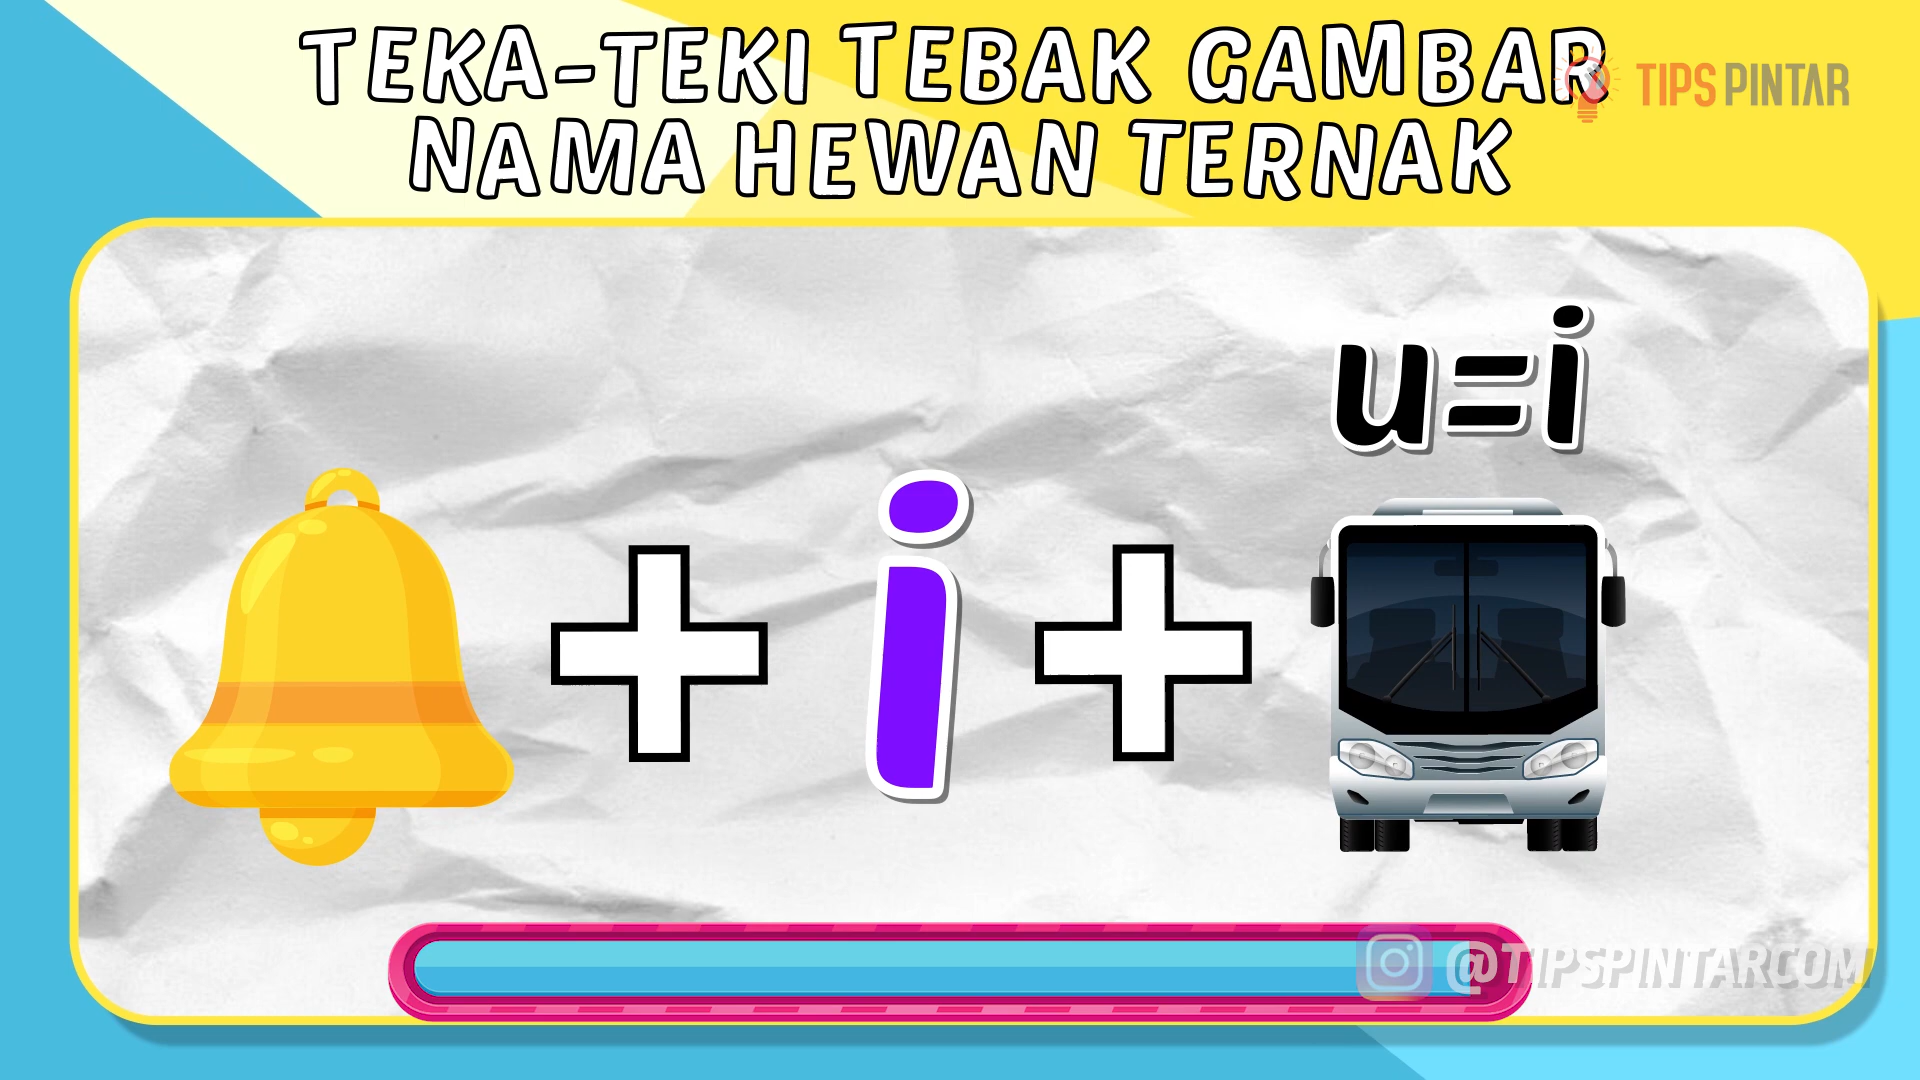 TEKA-TEKI TEBAK GAMBAR
TIPS PINTAR
NAMA HEWAN TERNAK
u=i
+ i +
@TIPSPINTARCOM